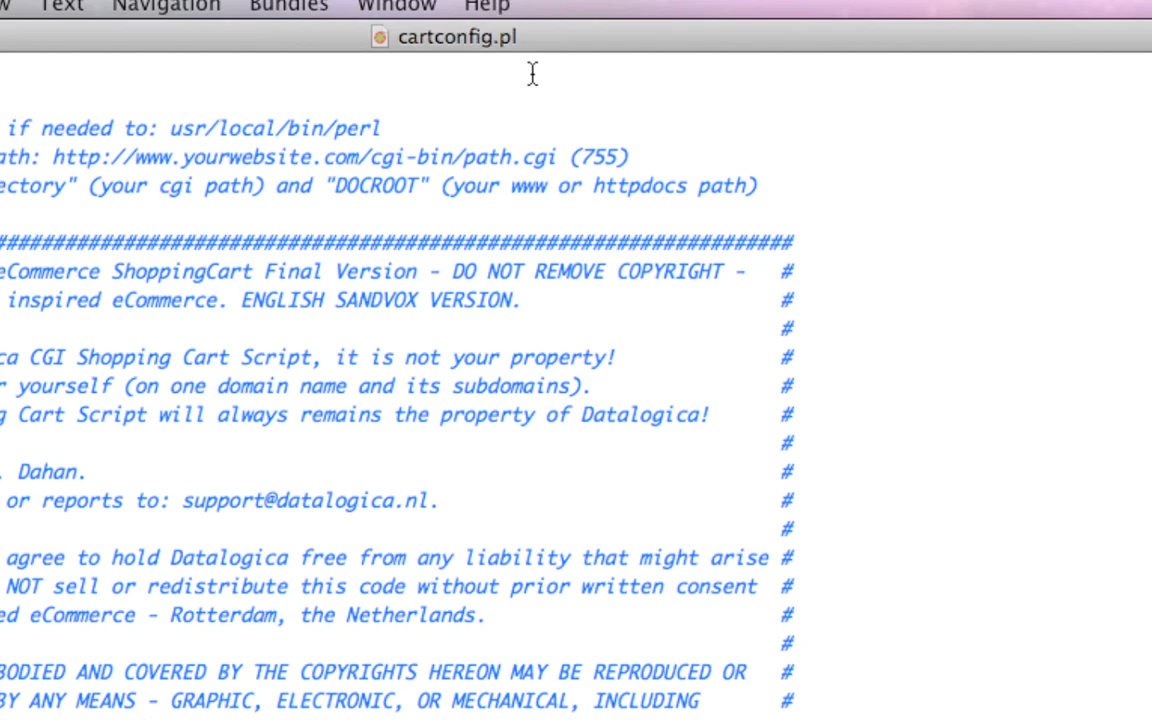 Text Navigation Bundles Window Help
cartconfig.pl
if needed to: usr/local/bin/perl
ath: http://www.yourwebsite.com/cgi-bin/path.cgi (755)
ectory" (your cgi path) and "DOCROOT" (your www or httpdocs path)
####################################################################
eCommerce ShoppingCart Final Version - DO NOT REMOVE COPYRIGHT - #
inspired eCommerce. ENGLISH SANDVOX VERSION. #
#
ca CGI Shopping Cart Script, it is not your property! #
r yourself (on one domain name and its subdomains). #
g Cart Script will always remains the property of Datalogica! #
#
. Dahan. #
or reports to: support@datalogica.nl. #
#
agree to hold Datalogica free from any liability that might arise #
NOT sell or redistribute this code without prior written consent #
ed eCommerce - Rotterdam, the Netherlands. #
#
BODIED AND COVERED BY THE COPYRIGHTS HEREON MAY BE REPRODUCED OR #
BY ANY MEANS - GRAPHIC, ELECTRONIC, OR MECHANICAL, INCLUDING #